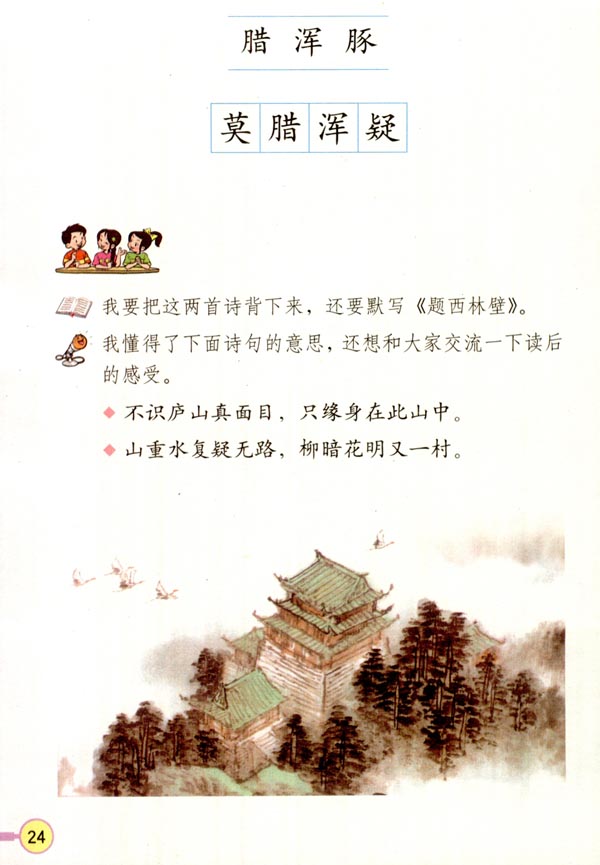 腊 浑 豚
莫 腊 浑 疑
我要把这两首诗背下来，还要默写《题西林壁》。
我懂得了下面诗句的意思，还想和大家交流一下读后
的感受。
◆ 不识庐山真面目，只缘身在此山中。
◆ 山重水复疑无路，柳暗花明又一村。
24